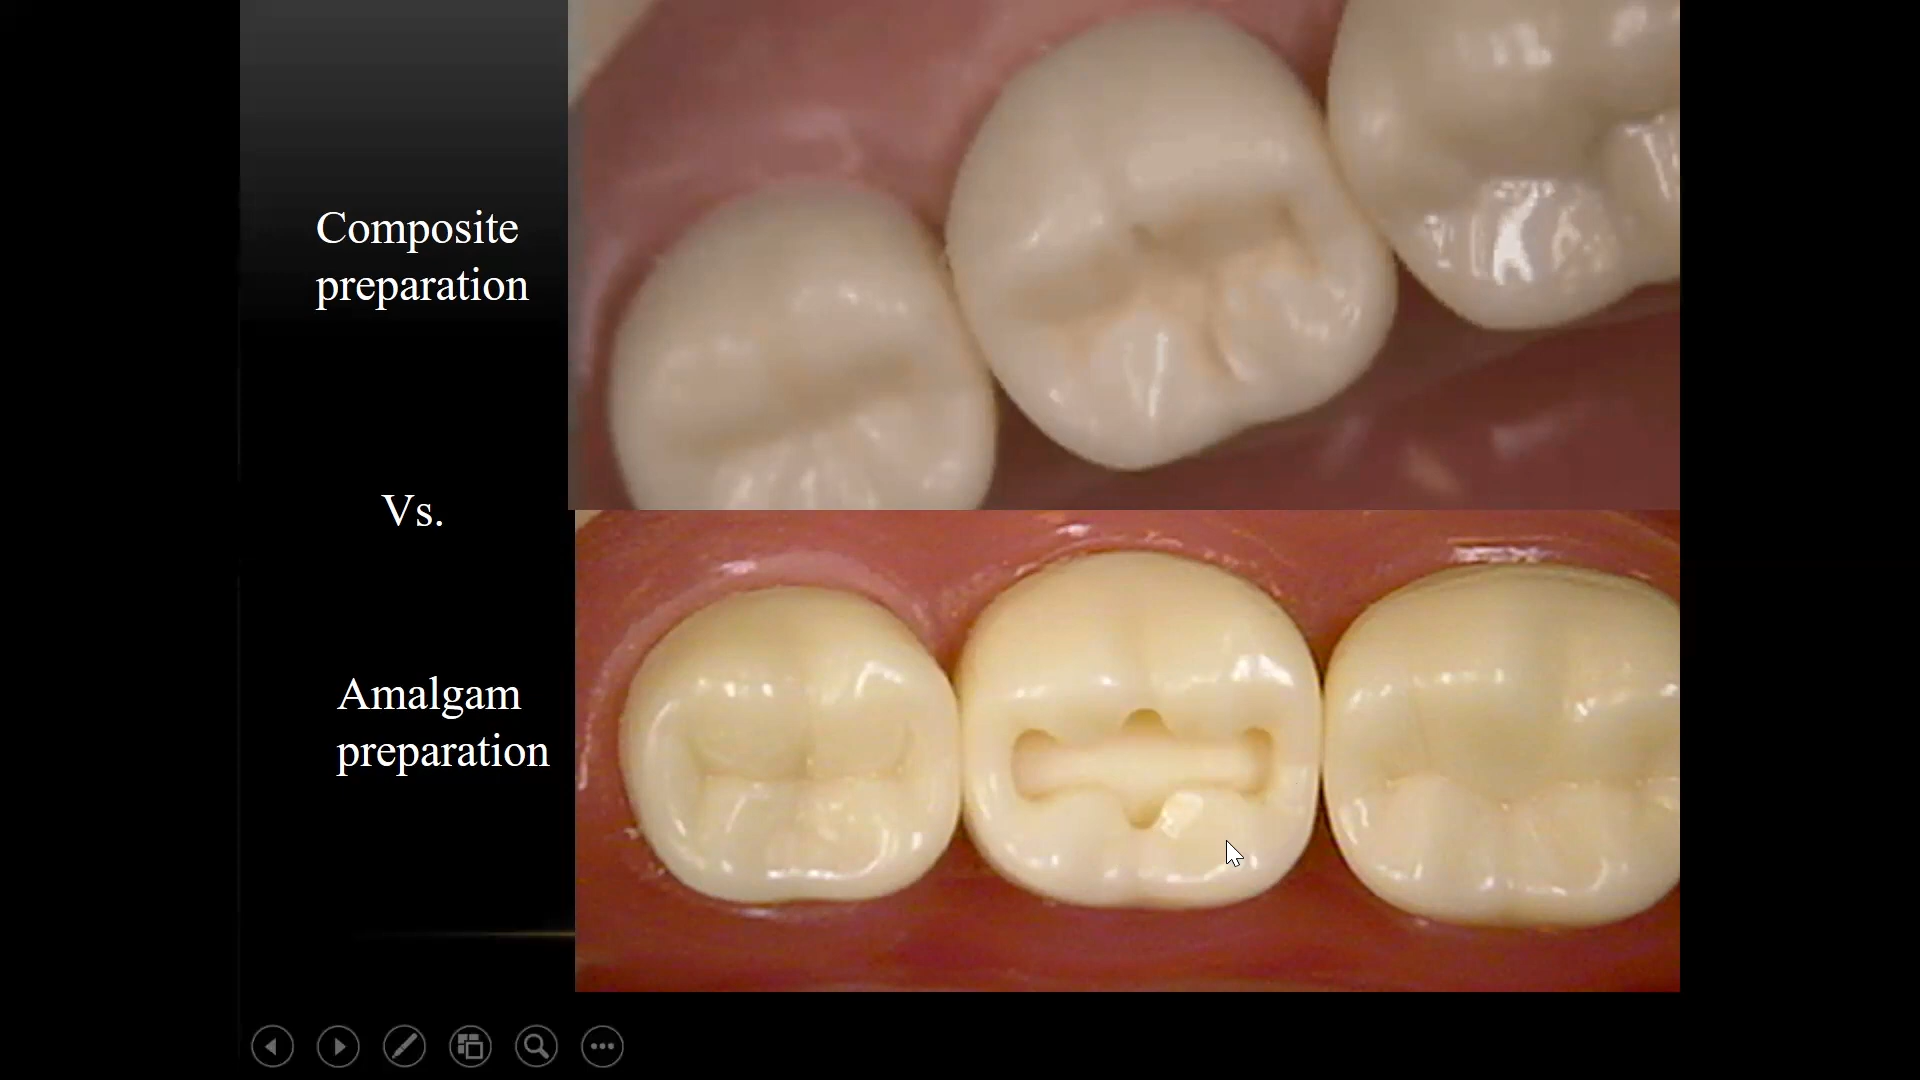 Composite
preparation
Vs.
Amalgam
preparation